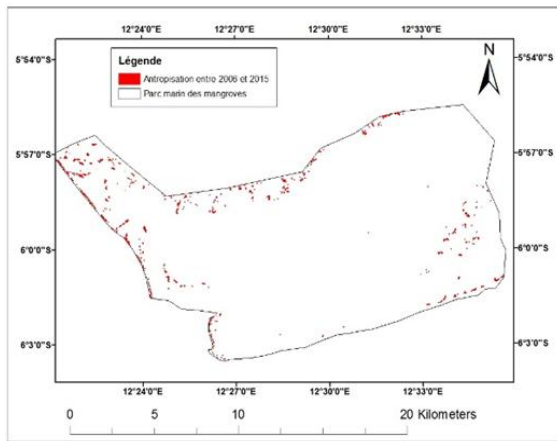 12°24'0"E 12°27'0"E 12°30'0"E 12°33'0"E
5°54'0"S 5°54'0"S
N
Légende
Antropisation entre 2006 et 2015
Parc marin des mangroves
5°57'0"S 5°57'0"S
6°0'0"S 6°0'0"S
6°3'0"S 6°3'0"S
12°24'0"E 12°27'0"E 12°30'0"E 12°33'0"E
0 5 10 20 Kilometers